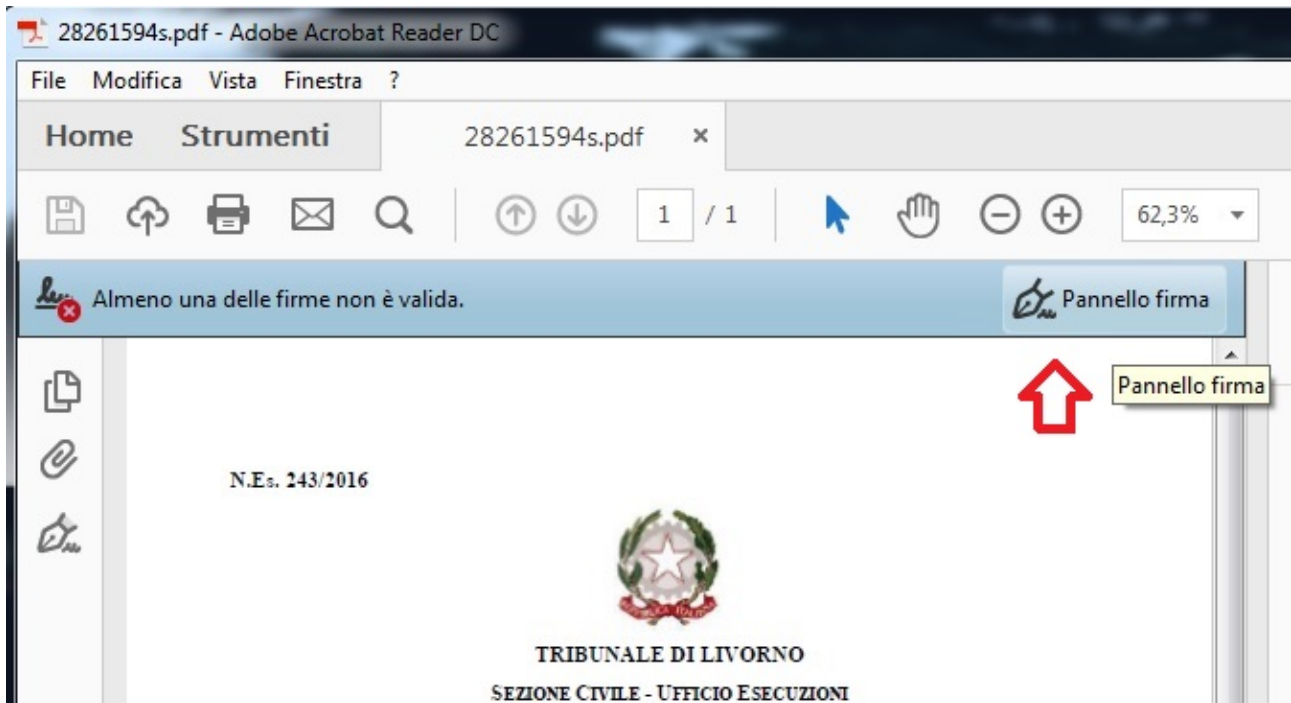 28261594s.pdf - Adobe Acrobat Reader DC
File Modifica Vista Finestra ?
Home Strumenti 28261594s.pdf ×
1 / 1 62,3%
Almeno una delle firme non è valida. Pannello firma
Pannello firma
N.Es. 243/2016
REPVBBLICA ITALIANA
TRIBUNALE DI LIVORNO
SEZIONE CIVILE - UFFICIO ESECUZIONI